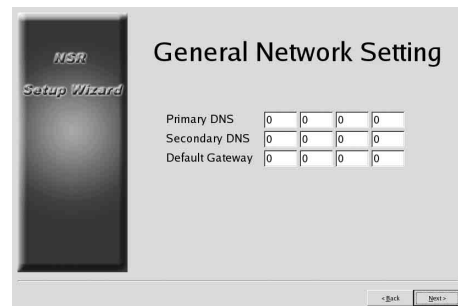 NSR
Setup Wizard
General Network Setting
Primary DNS 0 0 0 0
Secondary DNS 0 0 0 0
Default Gateway 0 0 0 0
< Back Next >